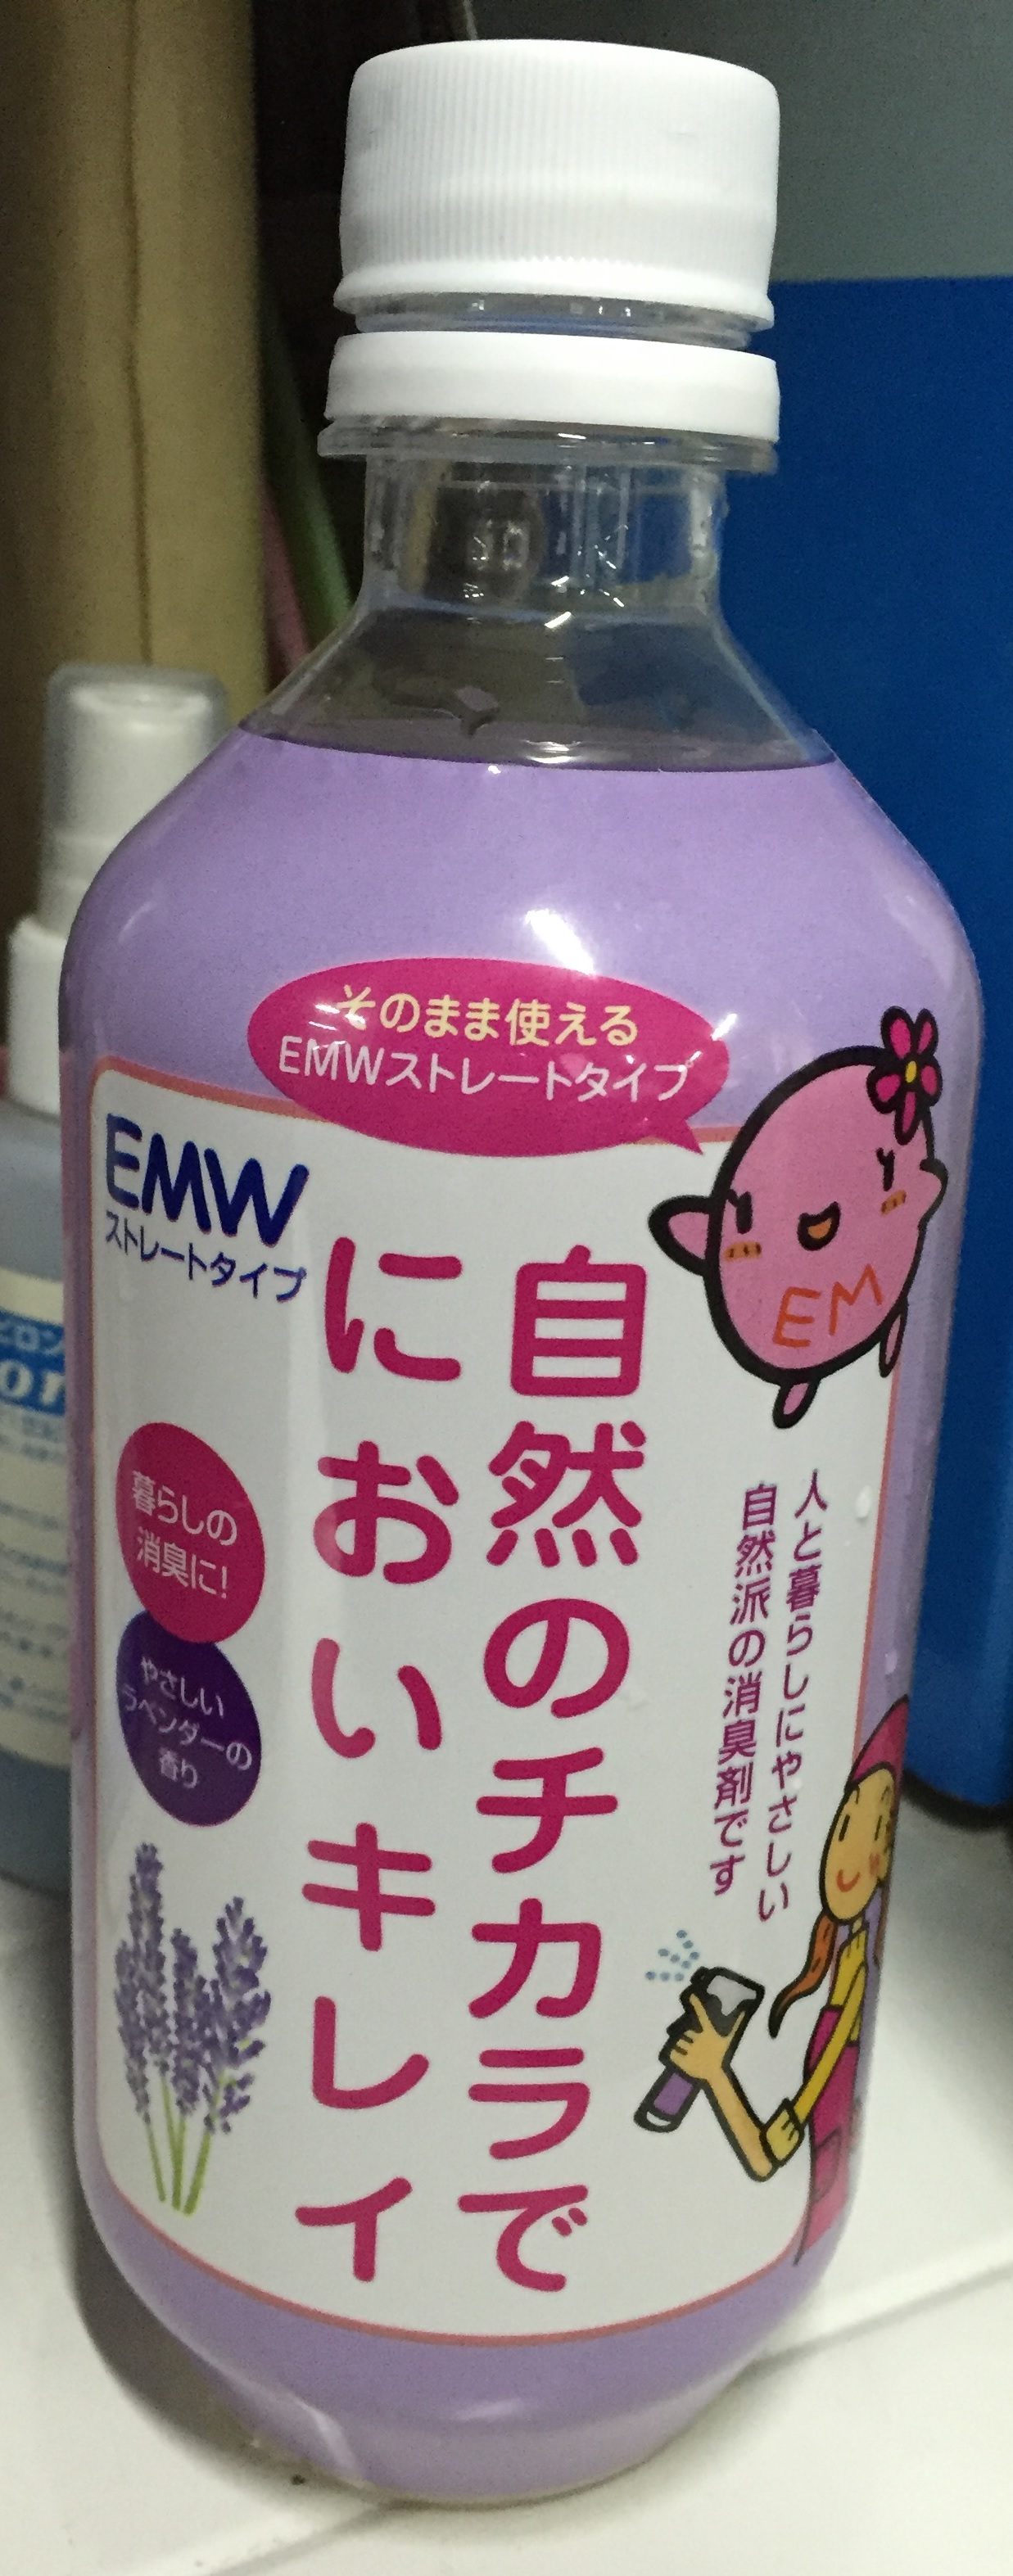 そのまま使える
EMWストレートタイプ
EMW
ストレートタイプ
自然のチカラで
においキレイ
EM
人と暮らしにやさしい
自然派の消臭剤です
暮らしの
消臭に!
やさしい
ラベンダーの
香り
ビロン